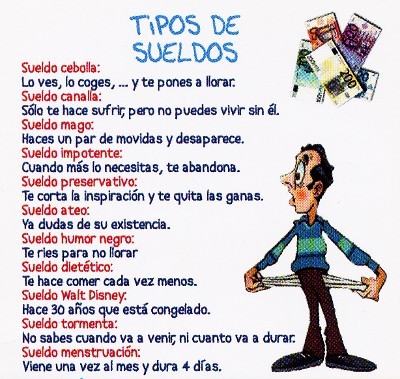 TIPOS DE
SUELDOS
Sueldo cebolla:
Lo ves, lo coges, ... y te pones a llorar.
Sueldo canalla:
Sólo te hace sufrir, pero no puedes vivir sin él.
Sueldo mago:
Haces un par de movidas y desaparece.
Sueldo impotente:
Cuando más lo necesitas, te abandona.
Sueldo preservativo:
Te corta la inspiración y te quita las ganas.
Sueldo ateo:
Ya dudas de su existencia.
Sueldo humor negro:
Te ries para no llorar
Sueldo dietético:
Te hace comer cada vez menos.
Sueldo Walt Disney:
Hace 30 años que está congelado.
Sueldo tormenta:
No sabes cuando va a venir, ni cuanto va a durar.
Sueldo menstruación:
Viene una vez al mes y dura 4 días.
200